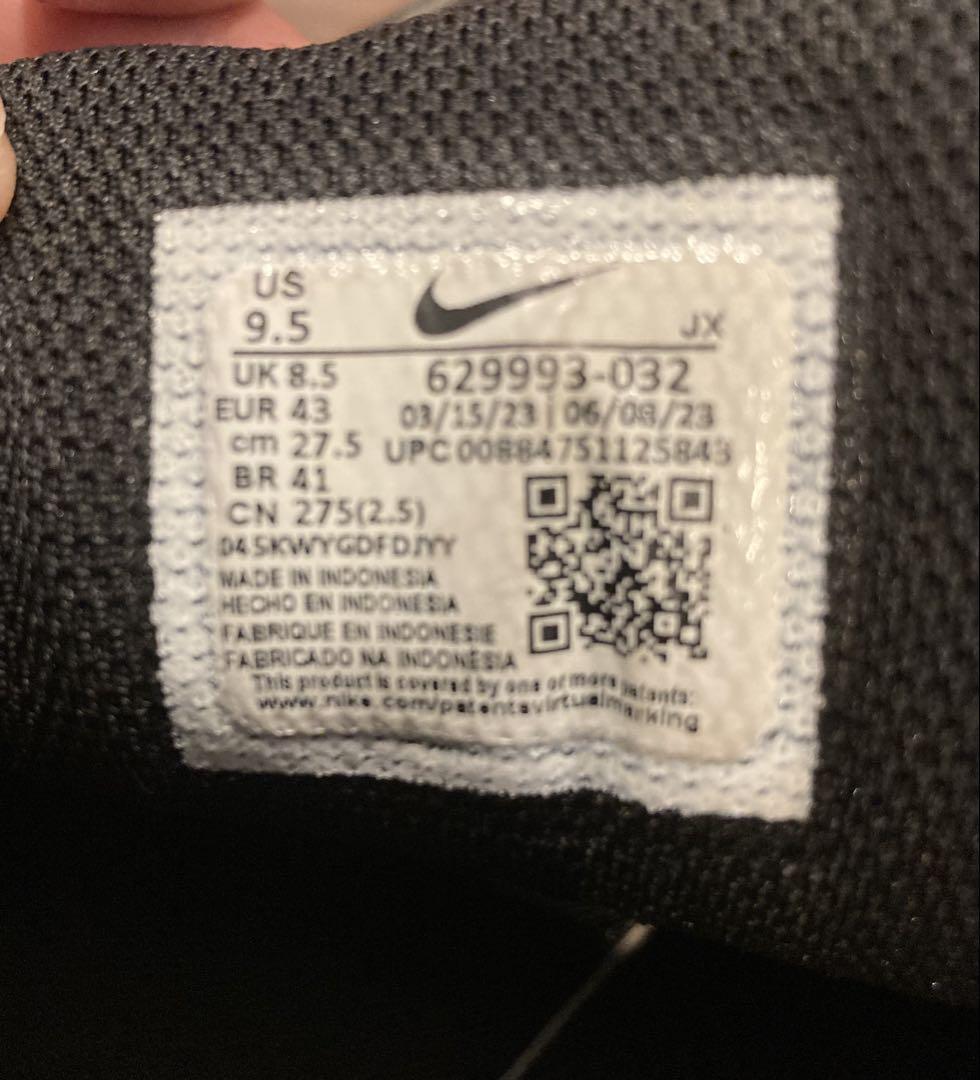 US
9.5
JX
UK 8.5
629993-032
EUR 43
03/15/23 | 06/08/23
cm 27.5
UPC 00884751125843
BR 41
CN 275(2.5)
04SKWYGDFDJYY
MADE IN INDONESIA
HECHO EN INDONESIA
FABRIQUE EN INDONESIE
FABRICADO NA INDONÉSIA
This product is covered by one or more patents:
www.nike.com/patentsvirtualmarking